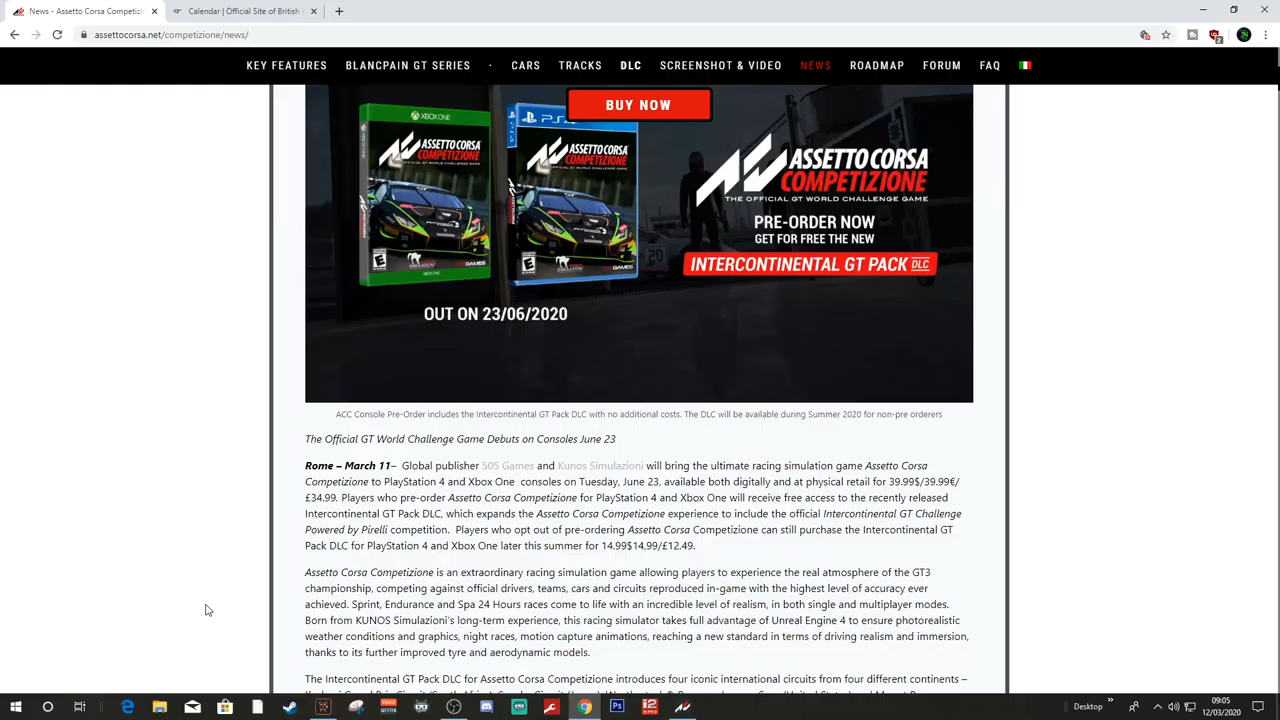 News - Assetto Corsa Competizion
Calendar | Official Site of British
assettocorsa.net/competizione/news/
KEY FEATURES BLANCPAIN GT SERIES · CARS TRACKS DLC SCREENSHOT & VIDEO NEWS ROADMAP FORUM FAQ
BUY NOW
XBOX ONE
PS4
ASSETTO CORSA
COMPETIZIONE
ASSETTO CORSA
COMPETIZIONE
ASSETTO CORSA
COMPETIZIONE
THE OFFICIAL GT WORLD CHALLENGE GAME
PRE-ORDER NOW
GET FOR FREE THE NEW
INTERCONTINENTAL GT PACK DLC
OUT ON 23/06/2020
ACC Console Pre-Order includes the Intercontinental GT Pack DLC with no additional costs. The DLC will be available during Summer 2020 for non-pre orderers
The Official GT World Challenge Game Debuts on Consoles June 23
Rome – March 11– Global publisher 505 Games and Kunos Simulazioni will bring the ultimate racing simulation game Assetto Corsa
Competizione to PlayStation 4 and Xbox One consoles on Tuesday, June 23, available both digitally and at physical retail for 39.99$/39.99€/
£34.99. Players who pre-order Assetto Corsa Competizione for PlayStation 4 and Xbox One will receive free access to the recently released
Intercontinental GT Pack DLC, which expands the Assetto Corsa Competizione experience to include the official Intercontinental GT Challenge
Powered by Pirelli competition. Players who opt out of pre-ordering Assetto Corsa Competizione can still purchase the Intercontinental GT
Pack DLC for PlayStation 4 and Xbox One later this summer for 14.99$14,99/£12.49.
Assetto Corsa Competizione is an extraordinary racing simulation game allowing players to experience the real atmosphere of the GT3
championship, competing against official drivers, teams, cars and circuits reproduced in-game with the highest level of accuracy ever
achieved. Sprint, Endurance and Spa 24 Hours races come to life with an incredible level of realism, in both single and multiplayer modes.
Born from KUNOS Simulazioni's long-term experience, this racing simulator takes full advantage of Unreal Engine 4 to ensure photorealistic
weather conditions and graphics, night races, motion capture animations, reaching a new standard in terms of driving realism and immersion,
thanks to its further improved tyre and aerodynamic models.
The Intercontinental GT Pack DLC for Assetto Corsa Competizione introduces four iconic international circuits from four different continents –
Desktop
09:05
12/03/2020